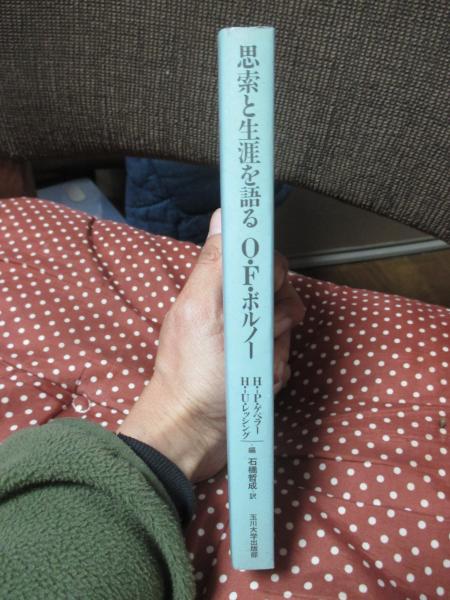 思索と生涯を語る O・F・ボルノー
H-P・ゲベラー
H-U・レッシング
編
石橋哲成 訳
玉川大学出版部